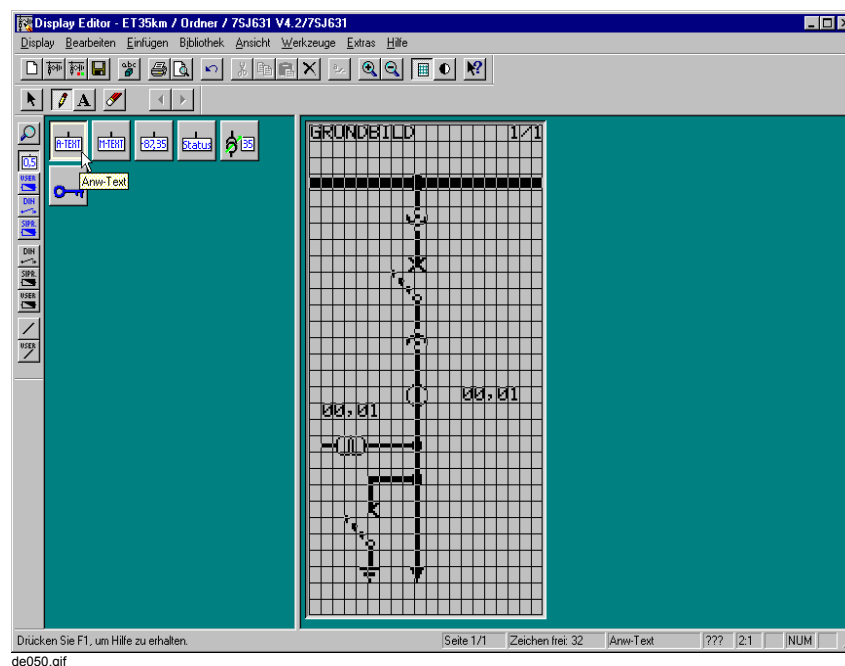 Display Editor - ET35km / Ordner / 7SJ631 V4.2/7SJ631
Display Bearbeiten Einfügen Bibliothek Ansicht Werkzeuge Extras Hilfe
abc
A
A-TEXT M-TEXT -87,35 Status 35
Anw-Text
0.5
USER
DIN
SIPR.
DIN
SIPR.
USER
USER
GRUNDBILD 1/1
00,01
00,01
Drücken Sie F1, um Hilfe zu erhalten. Seite 1/1 Zeichen frei: 32 Anw-Text ??? 2:1 NUM
de050.gif